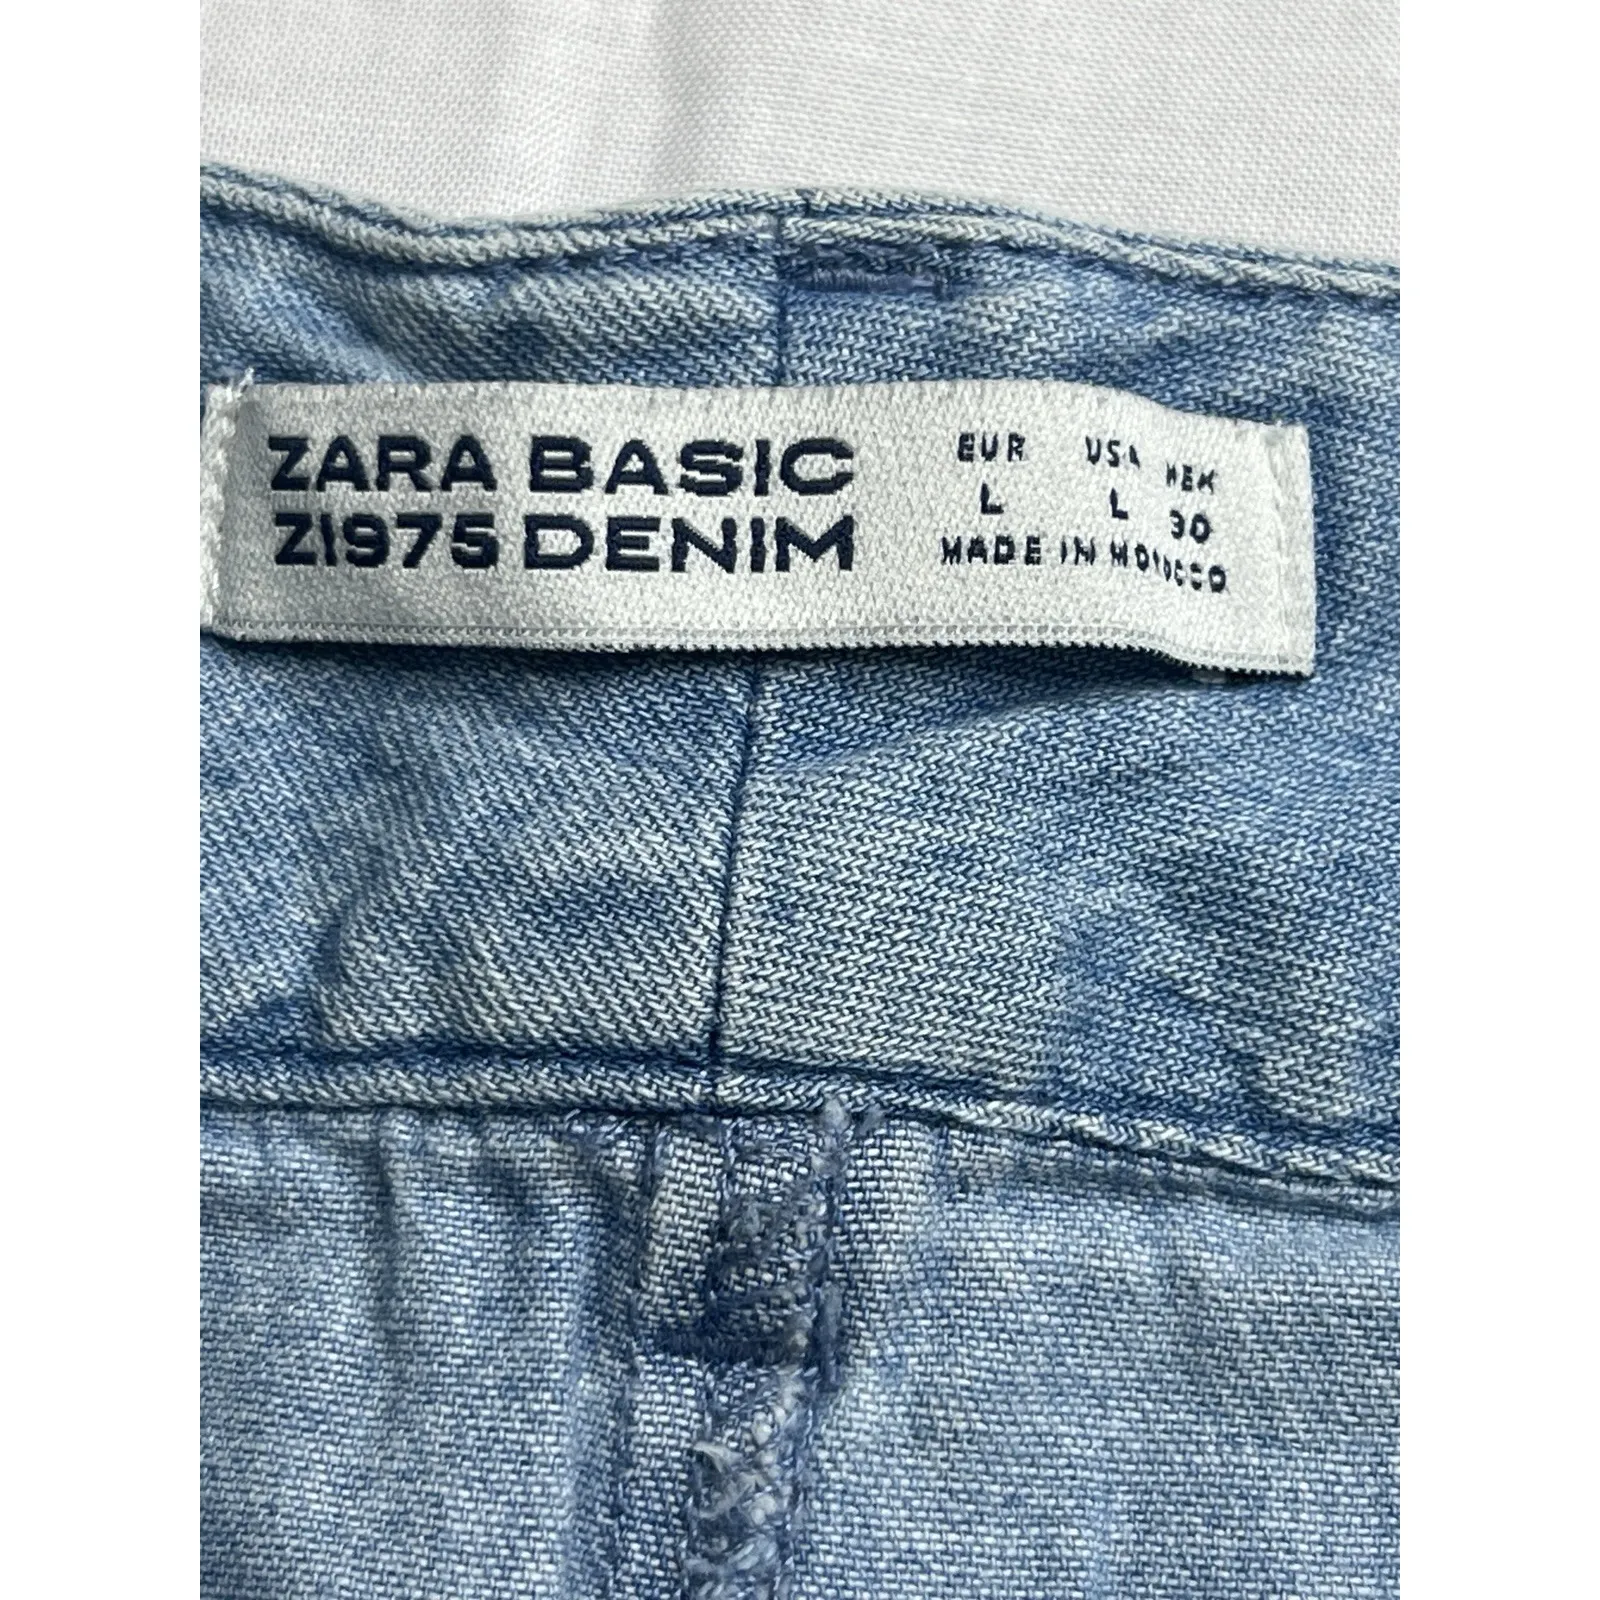 ZARA BASIC
Z1975 DENIM
EUR USA MEX
L L 30
MADE IN MOROCCO